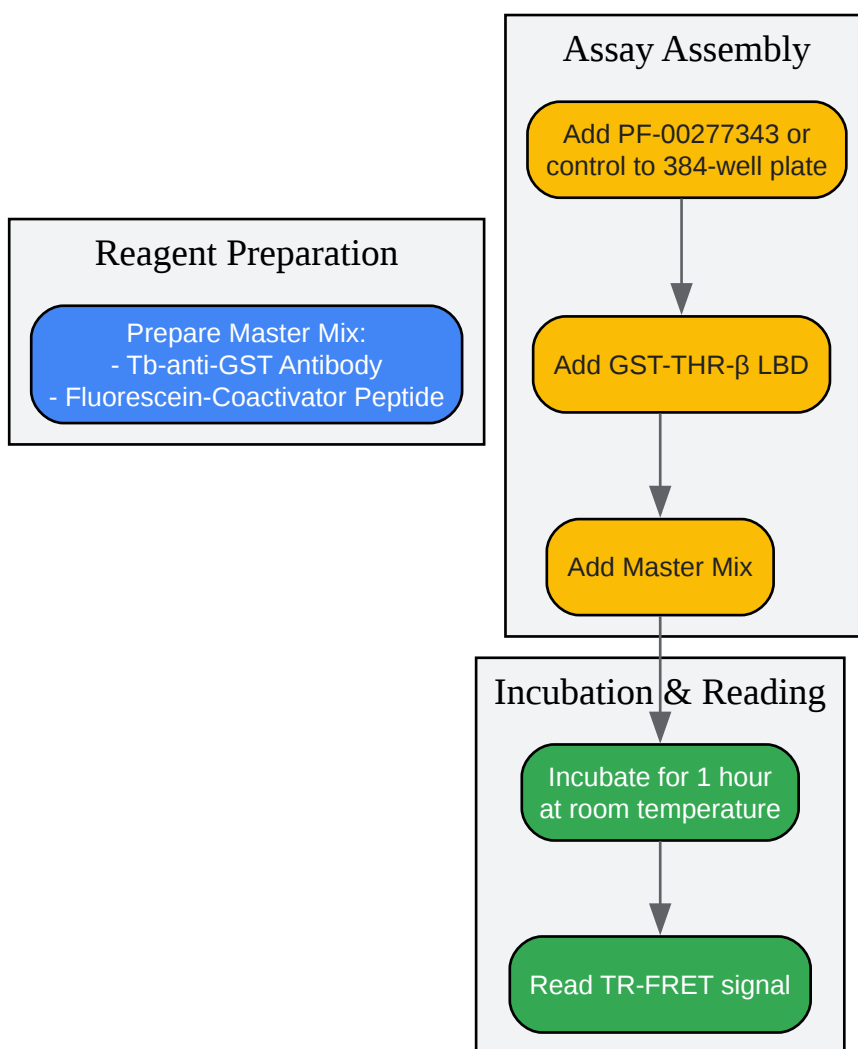 Reagent Preparation
Prepare Master Mix:
- Tb-anti-GST Antibody
- Fluorescein-Coactivator Peptide
Assay Assembly
Add PF-00277343 or
control to 384-well plate
Add GST-THR-β LBD
Add Master Mix
Incubation & Reading
Incubate for 1 hour
at room temperature
Read TR-FRET signal